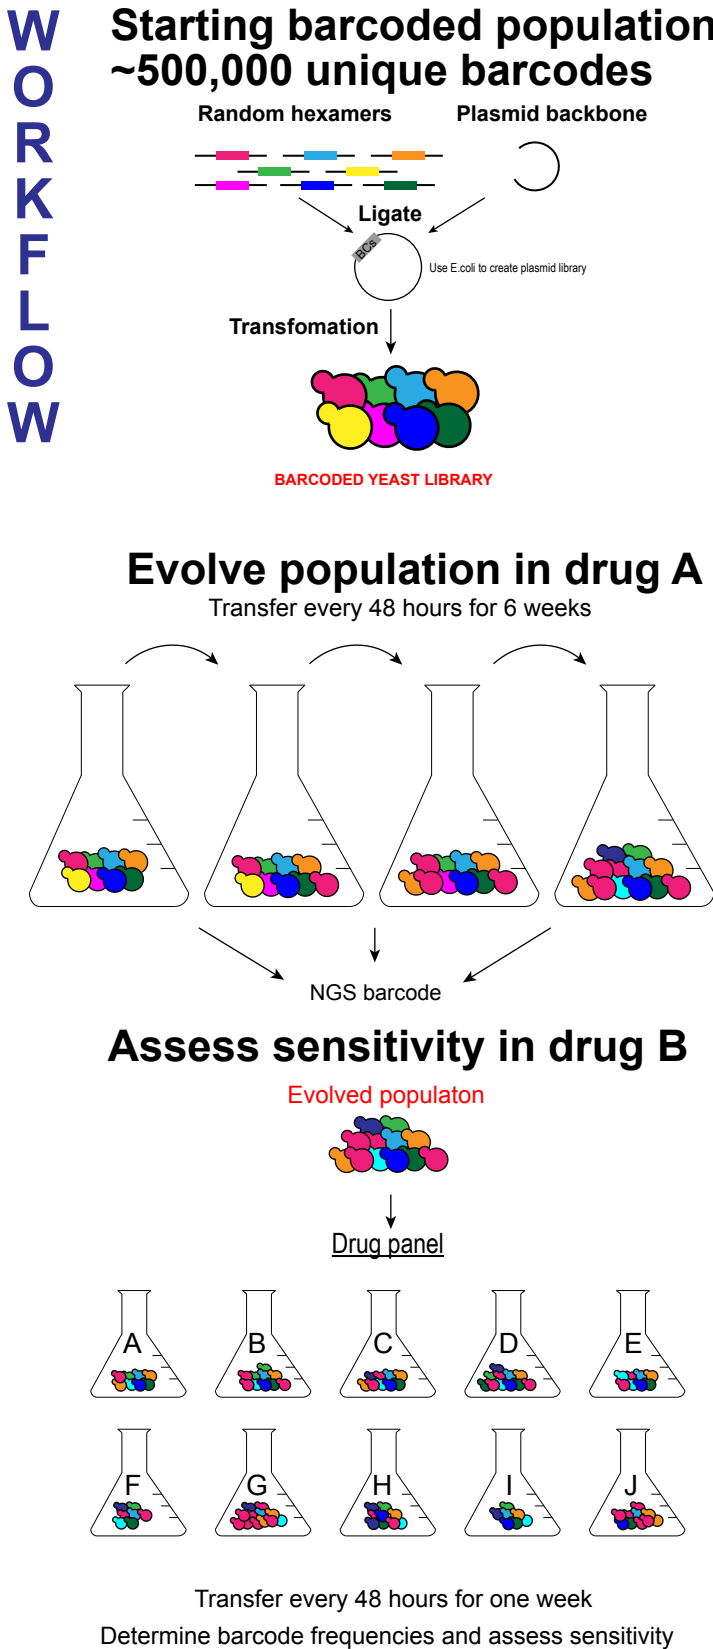 WORKFLOW
Starting barcoded population
~500,000 unique barcodes
Random hexamers
Plasmid backbone
Ligate
BCs
Use E.coli to create plasmid library
Transfomation
BARCODED YEAST LIBRARY
Evolve population in drug A
Transfer every 48 hours for 6 weeks
NGS barcode
Assess sensitivity in drug B
Evolved populaton
Drug panel
A
B
C
D
E
F
G
H
I
J
Transfer every 48 hours for one week
Determine barcode frequencies and assess sensitivity